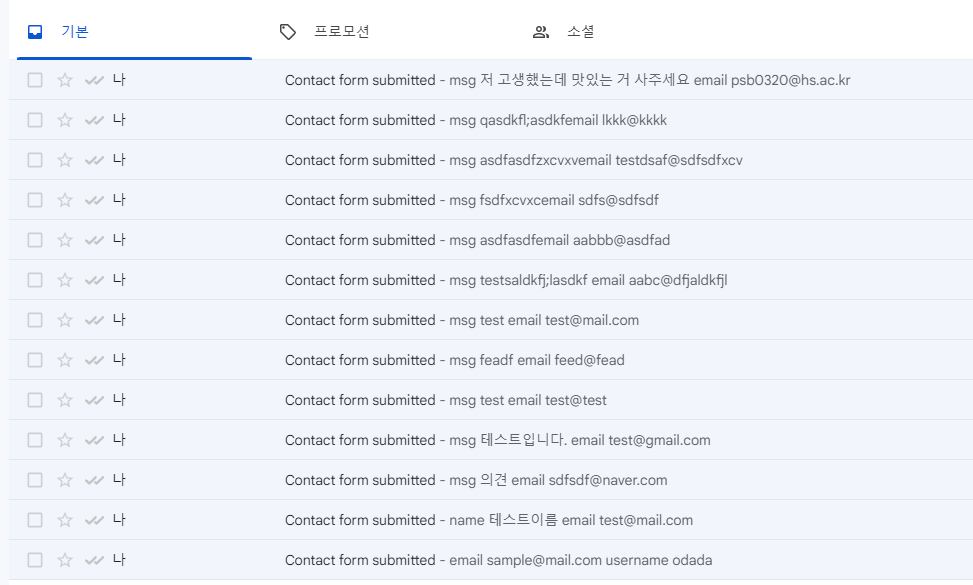 기본 프로모션 소셜
나 Contact form submitted - msg 저 고생했는데 맛있는 거 사주세요 email psb0320@hs.ac.kr
나 Contact form submitted - msg qasdkfl;asdkfemail lkkk@kkkk
나 Contact form submitted - msg asdfasdfzxcvxvemail testdsaf@sdfsdfxcv
나 Contact form submitted - msg fsdfxcvxcemail sdfs@sdfsdf
나 Contact form submitted - msg asdfasdfemail aabbb@asdfad
나 Contact form submitted - msg testsaldkfj;lasdkf email aabc@dfjaldkfjl
나 Contact form submitted - msg test email test@mail.com
나 Contact form submitted - msg feadf email feed@fead
나 Contact form submitted - msg test email test@test
나 Contact form submitted - msg 테스트입니다. email test@gmail.com
나 Contact form submitted - msg 의견 email sdfsdf@naver.com
나 Contact form submitted - name 테스트이름 email test@mail.com
나 Contact form submitted - email sample@mail.com username odada